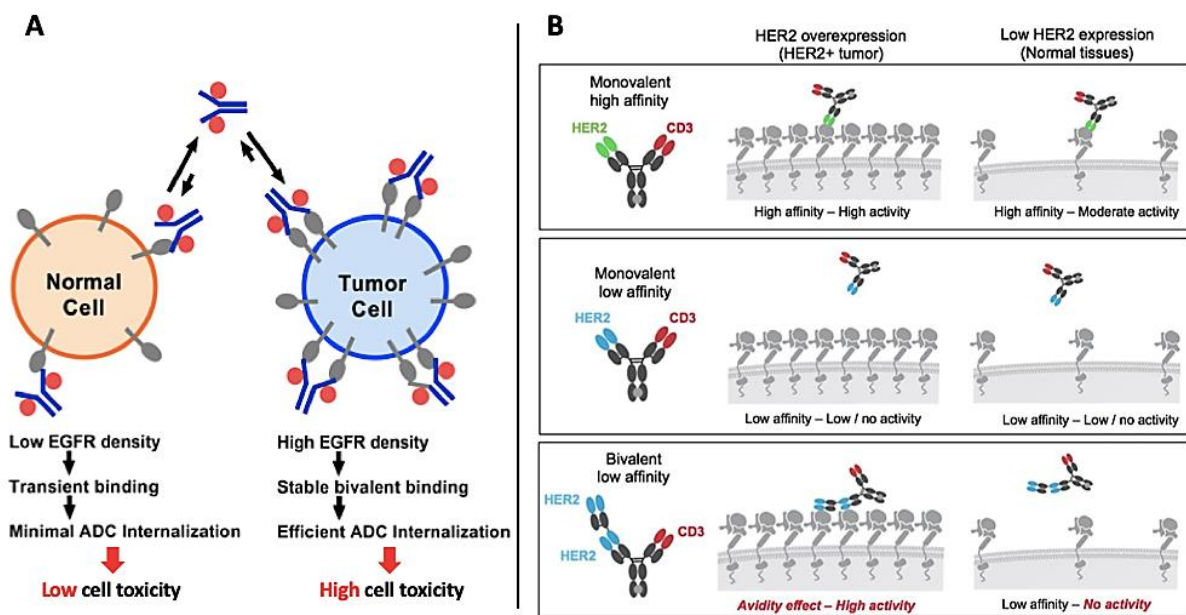 A
Normal
Cell
Tumor
Cell
Low EGFR density
Transient binding
Minimal ADC Internalization
Low cell toxicity
High EGFR density
Stable bivalent binding
Efficient ADC Internalization
High cell toxicity
B
HER2 overexpression
(HER2+ tumor)
Low HER2 expression
(Normal tissues)
Monovalent
high affinity
HER2
CD3
High affinity – High activity
High affinity – Moderate activity
Monovalent
low affinity
HER2
CD3
Low affinity – Low / no activity
Low affinity – Low / no activity
Bivalent
low affinity
HER2
HER2
CD3
Avidity effect – High activity
Low affinity – No activity